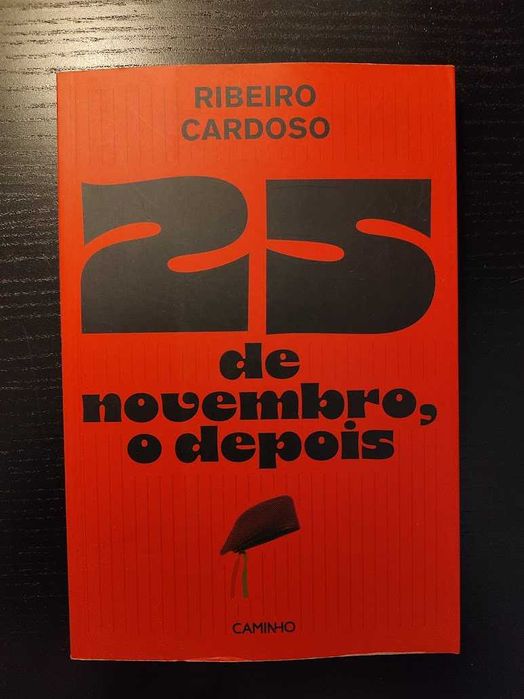 RIBEIRO
CARDOSO
25
de
novembro,
o depois
CAMINHO